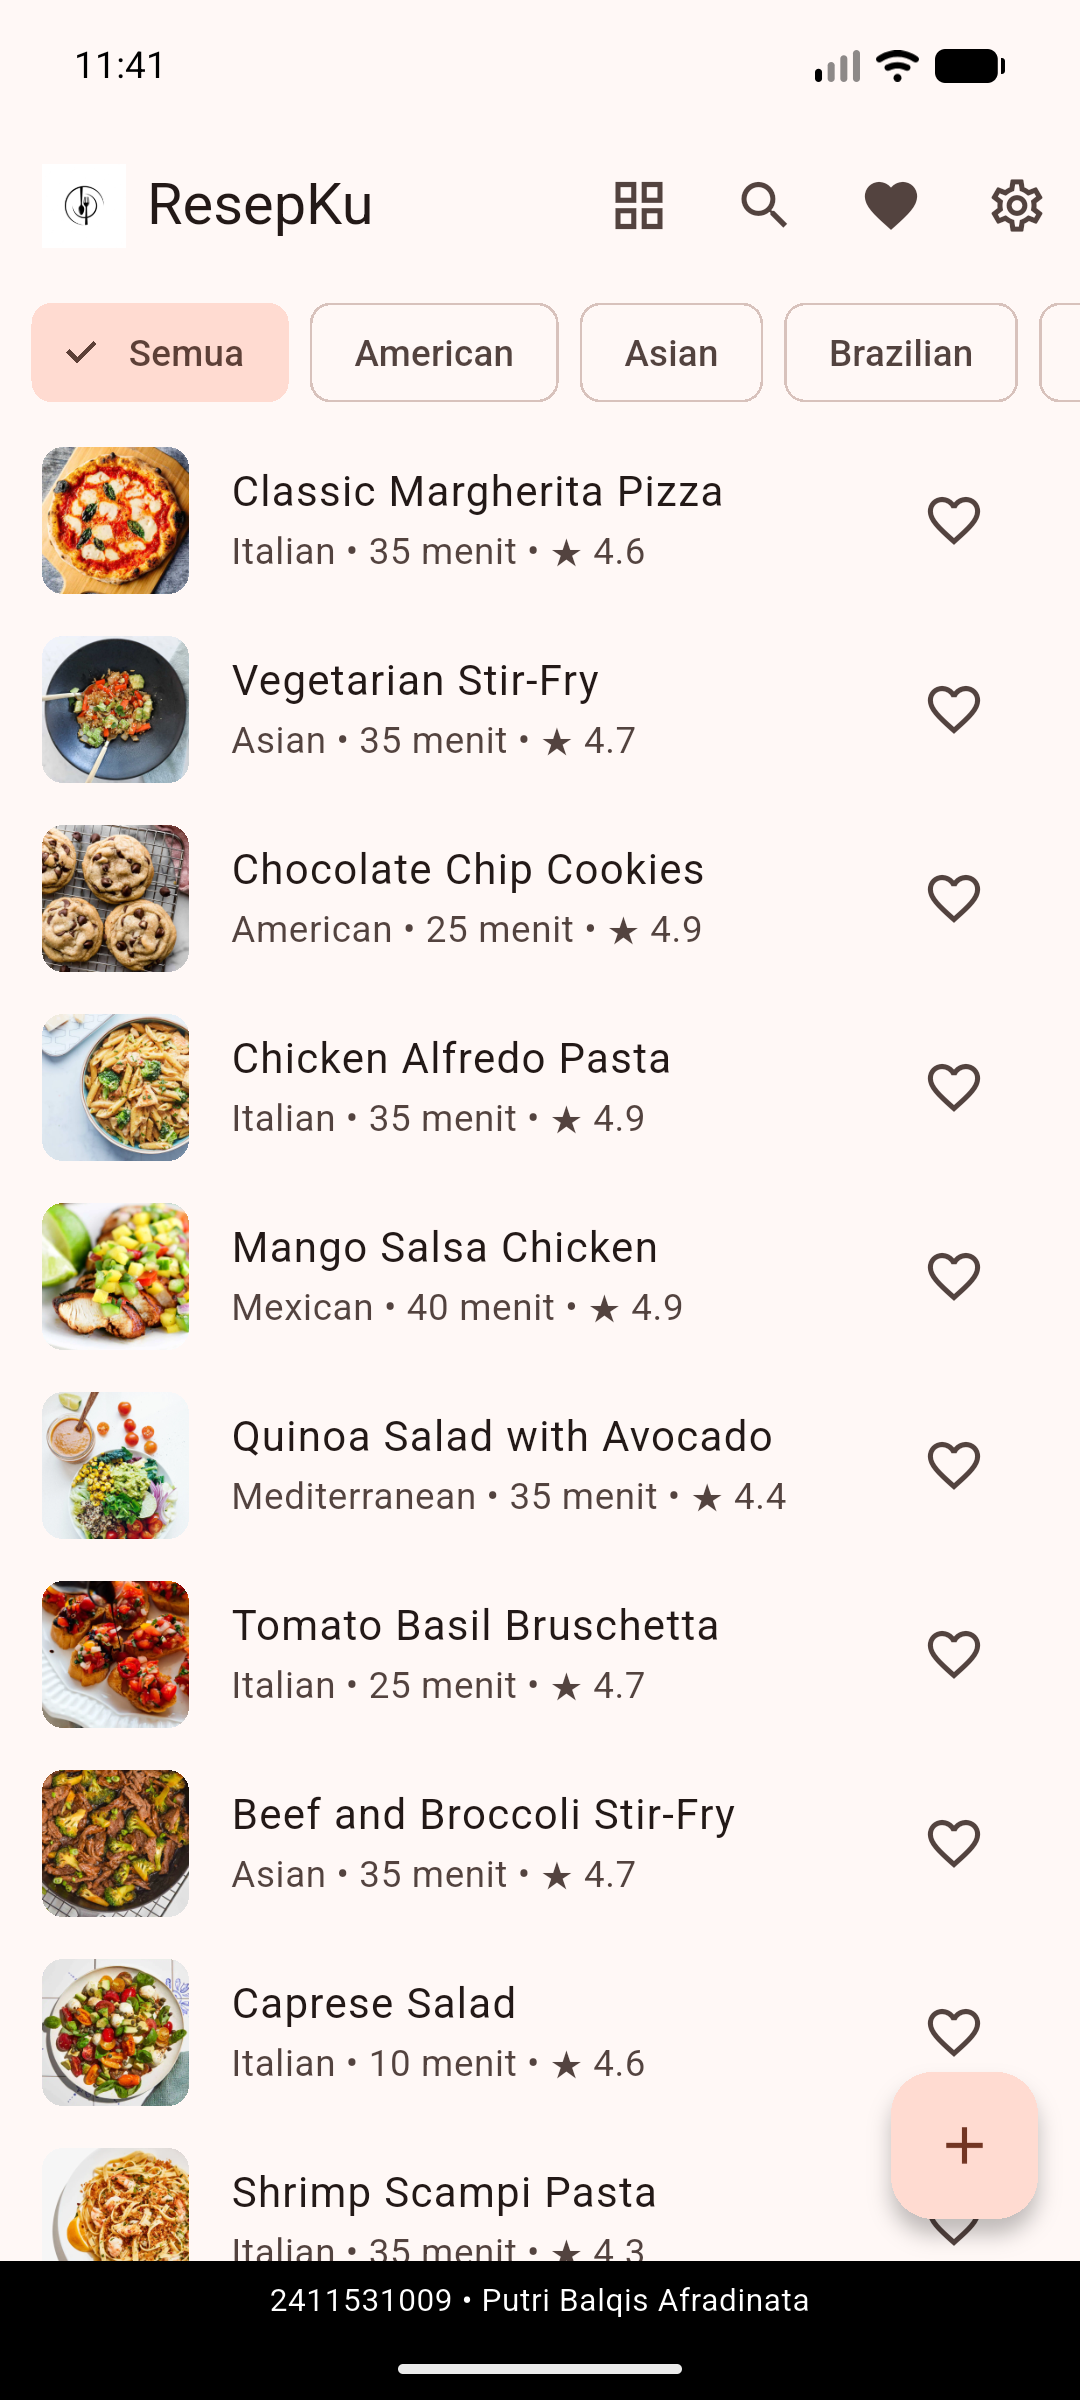 11:41
ResepKu
Semua American Asian Brazilian
Classic Margherita Pizza
Italian • 35 menit • ★ 4.6
Vegetarian Stir-Fry
Asian • 35 menit • ★ 4.7
Chocolate Chip Cookies
American • 25 menit • ★ 4.9
Chicken Alfredo Pasta
Italian • 35 menit • ★ 4.9
Mango Salsa Chicken
Mexican • 40 menit • ★ 4.9
Quinoa Salad with Avocado
Mediterranean • 35 menit • ★ 4.4
Tomato Basil Bruschetta
Italian • 25 menit • ★ 4.7
Beef and Broccoli Stir-Fry
Asian • 35 menit • ★ 4.7
Caprese Salad
Italian • 10 menit • ★ 4.6
Shrimp Scampi Pasta
Italian • 35 menit • ★ 4.3
2411531009 • Putri Balqis Afradinata